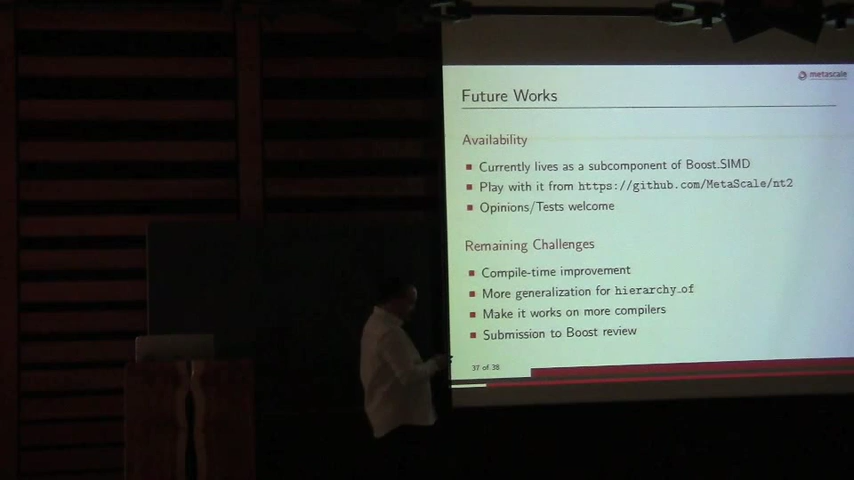 metascale
Future Works
Availability
Currently lives as a subcomponent of Boost.SIMD
Play with it from https://github.com/MetaScale/nt2
Opinions/Tests welcome
Remaining Challenges
Compile-time improvement
More generalization for hierarchy_of
Make it works on more compilers
Submission to Boost review
37 of 38